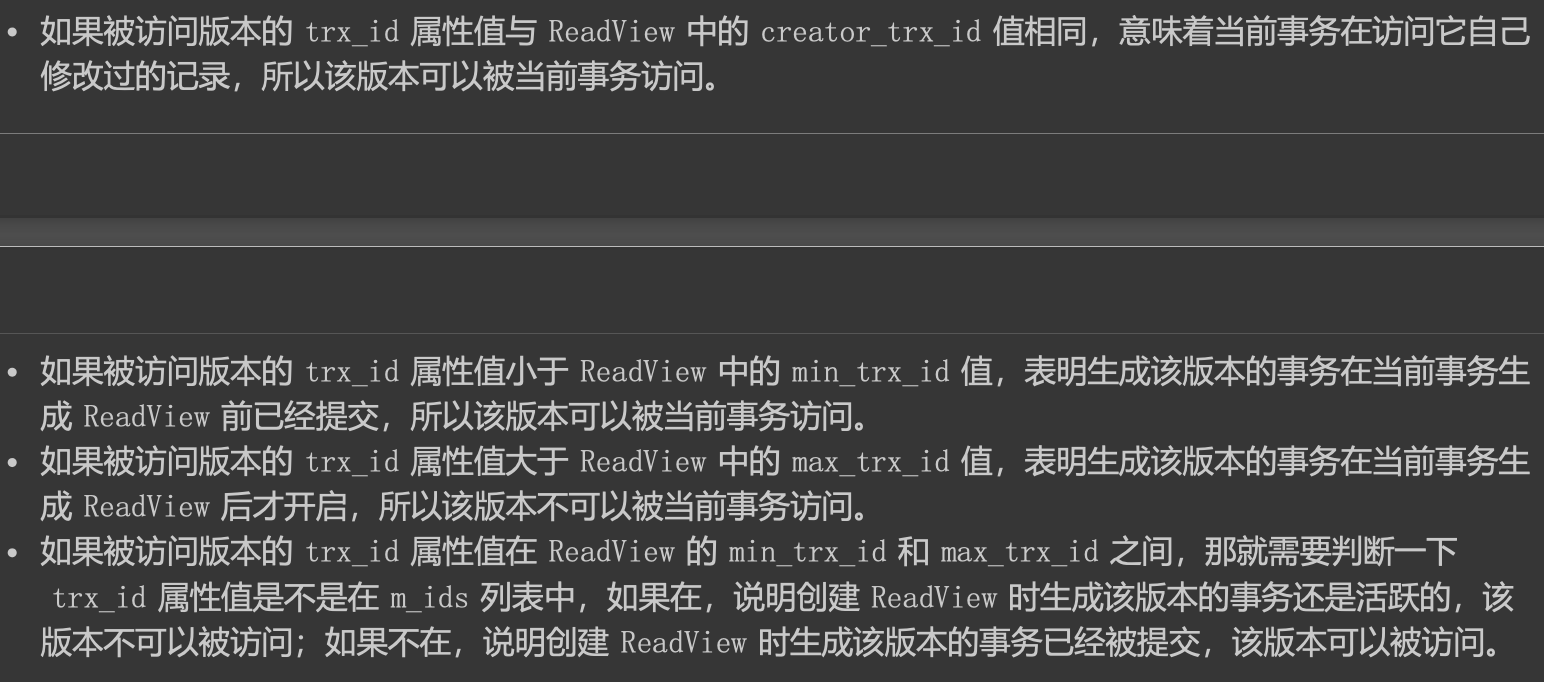 • 如果被访问版本的 trx_id 属性值与 ReadView 中的 creator_trx_id 值相同，意味着当前事务在访问它自己
修改过的记录，所以该版本可以被当前事务访问。
• 如果被访问版本的 trx_id 属性值小于 ReadView 中的 min_trx_id 值，表明生成该版本的事务在当前事务生
成 ReadView 前已经提交，所以该版本可以被当前事务访问。
• 如果被访问版本的 trx_id 属性值大于 ReadView 中的 max_trx_id 值，表明生成该版本的事务在当前事务生
成 ReadView 后才开启，所以该版本不可以被当前事务访问。
• 如果被访问版本的 trx_id 属性值在 ReadView 的 min_trx_id 和 max_trx_id 之间，那就需要判断一下
trx_id 属性值是不是在 m_ids 列表中，如果在，说明创建 ReadView 时生成该版本的事务还是活跃的，该
版本不可以被访问；如果不在，说明创建 ReadView 时生成该版本的事务已经被提交，该版本可以被访问。